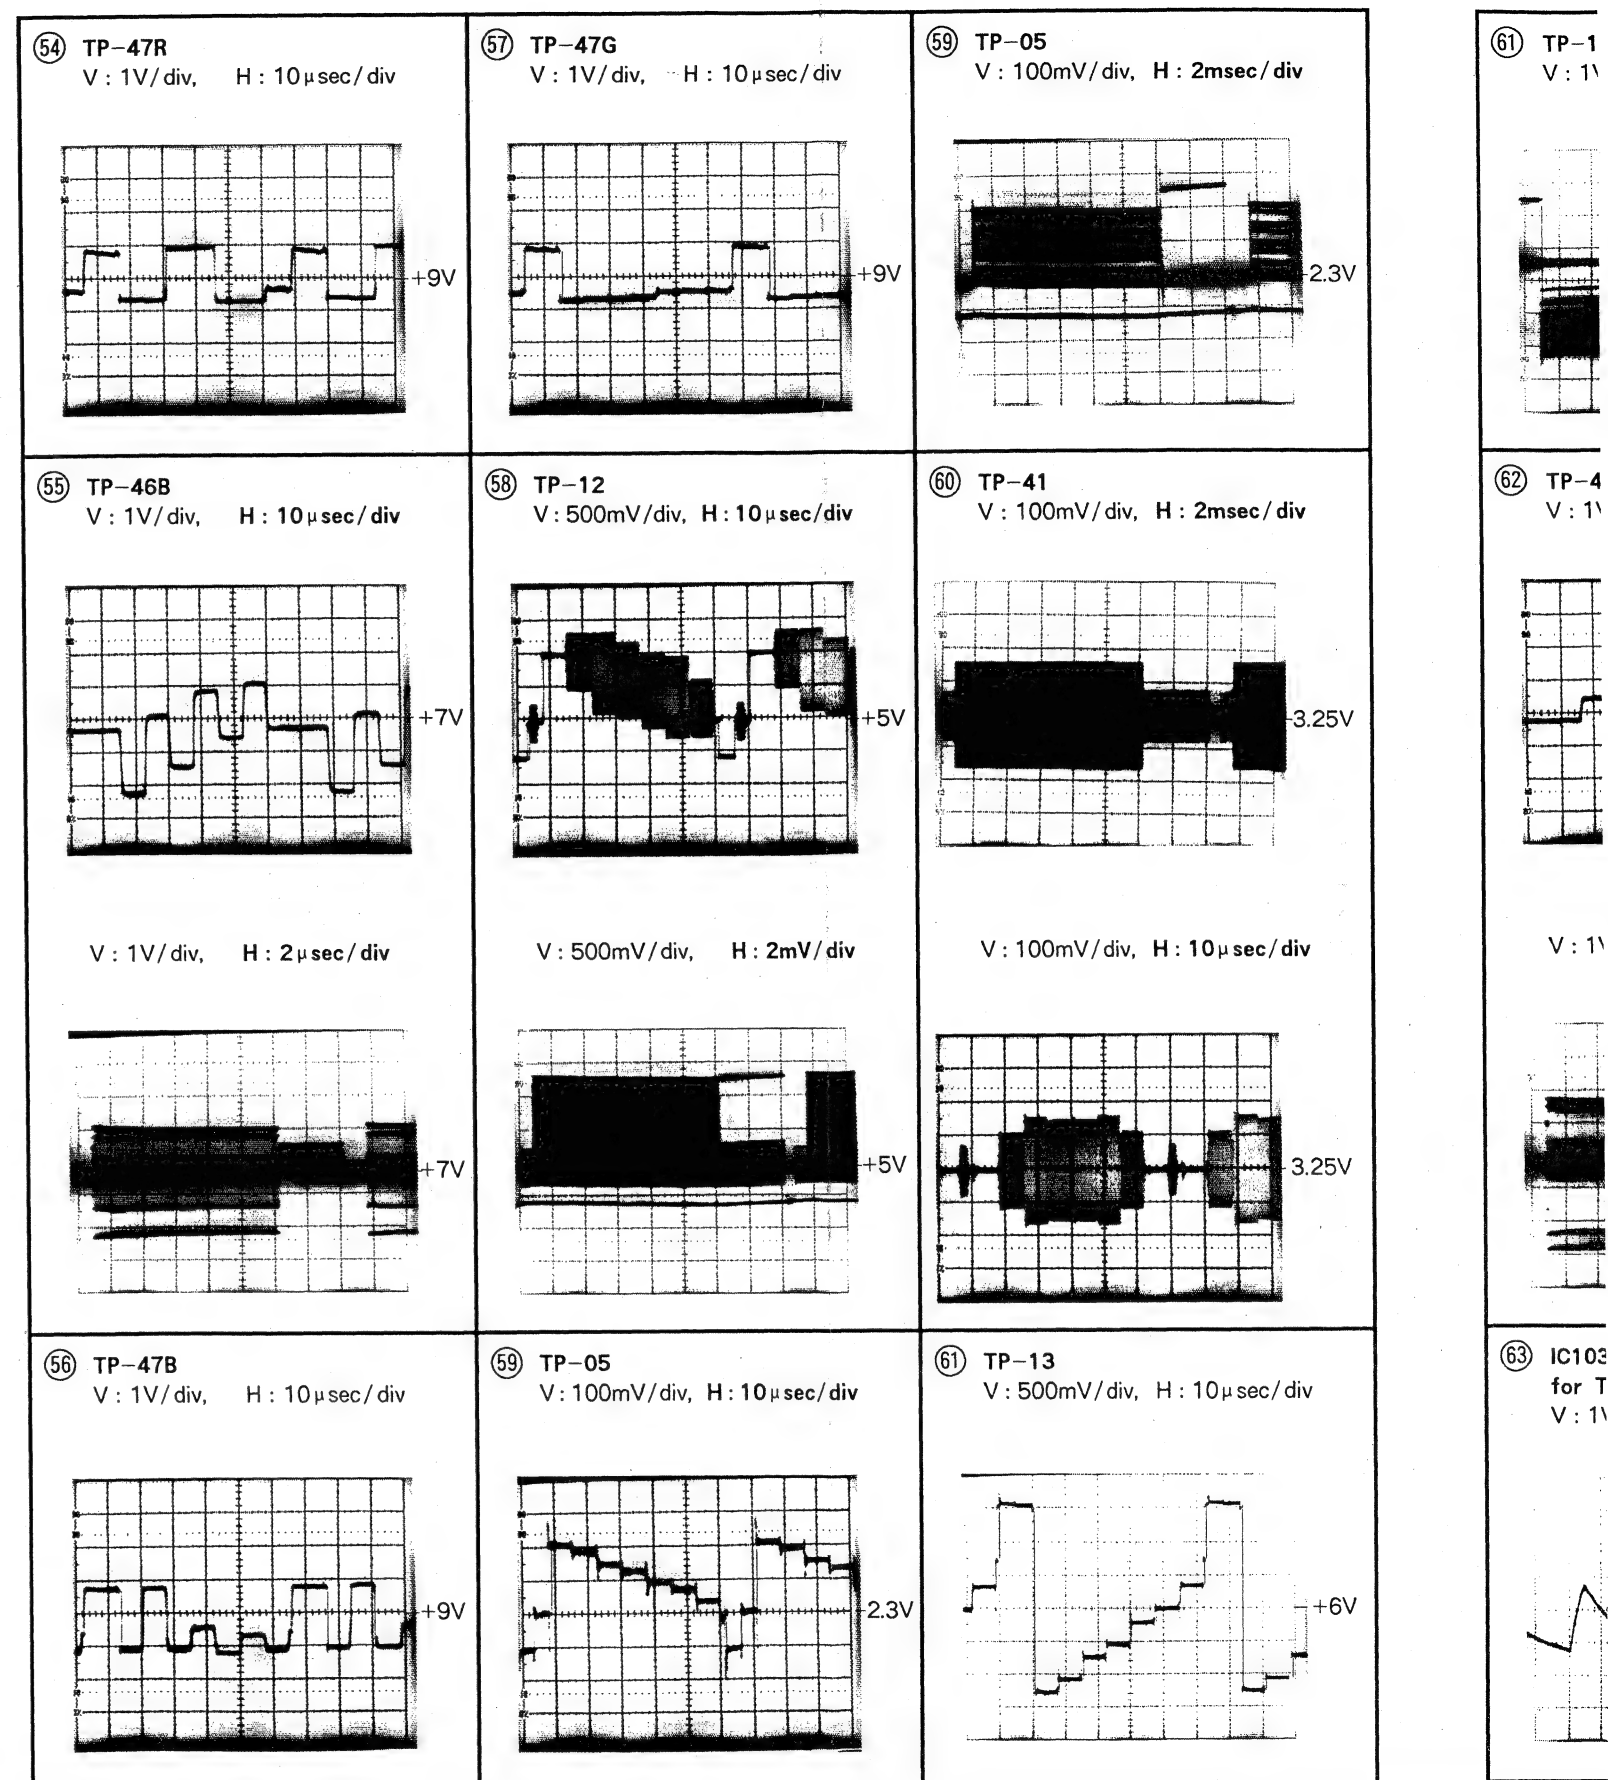 54 TP-47R
V : 1V/div, H : 10μsec/div
+9V
55 TP-46B
V : 1V/div, H : 10μsec/div
+7V
V : 1V/div, H : 2μsec/div
+7V
56 TP-47B
V : 1V/div, H : 10μsec/div
+9V
57 TP-47G
V : 1V/div, H : 10μsec/div
+9V
58 TP-12
V : 500mV/div, H : 10μsec/div
+5V
V : 500mV/div, H : 2mV/div
+5V
59 TP-05
V : 100mV/div, H : 10μsec/div
2.3V
59 TP-05
V : 100mV/div, H : 2msec/div
2.3V
60 TP-41
V : 100mV/div, H : 2msec/div
3.25V
V : 100mV/div, H : 10μsec/div
3.25V
61 TP-13
V : 500mV/div, H : 10μsec/div
+6V
61 TP-1
V : 1V
62 TP-4
V : 1V
V : 1V
63 IC103
for T
V : 1V